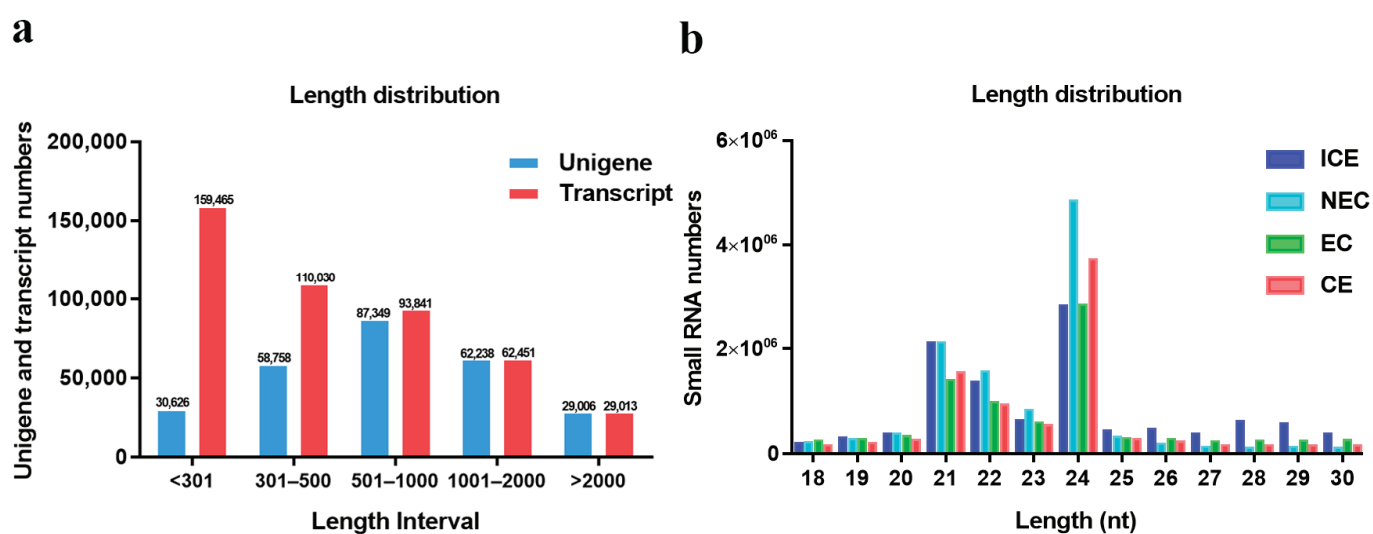 a
Length distribution
Unigene and transcript numbers
200,000
150,000
100,000
50,000
0
Unigene
Transcript
159,465
110,030
87,349
93,841
58,758
62,238
62,451
30,626
29,006
29,013
<301
301–500
501–1000
1001–2000
>2000
Length Interval
b
Length distribution
Small RNA numbers
6×10⁰⁶
4×10⁰⁶
2×10⁰⁶
0
ICE
NEC
EC
CE
18 19 20 21 22 23 24 25 26 27 28 29 30
Length (nt)